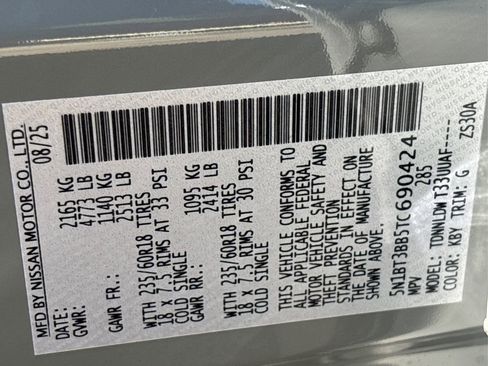 MFD BY NISSAN MOTOR CO., LTD.
DATE: 08/25
GVWR: 2165 KG
4773 LB
GAWR FR.: 1140 KG
2513 LB
WITH 235/60R18 TIRES
18 x 7.5 RIMS AT 33 PSI
COLD SINGLE
GAWR RR.: 1095 KG
2414 LB
WITH 235/60R18 TIRES
18 x 7.5 RIMS AT 30 PSI
COLD SINGLE
THIS VEHICLE CONFORMS TO
ALL APPLICABLE FEDERAL
MOTOR VEHICLE SAFETY AND
THEFT PREVENTION
STANDARDS IN EFFECT ON
THE DATE OF MANUFACTURE
SHOWN ABOVE.
5N1BT3BB5TC690424
MPV 285
MODEL: TDNNLDW T33UUAF----
COLOR: KBY TRIM: G ZS30A